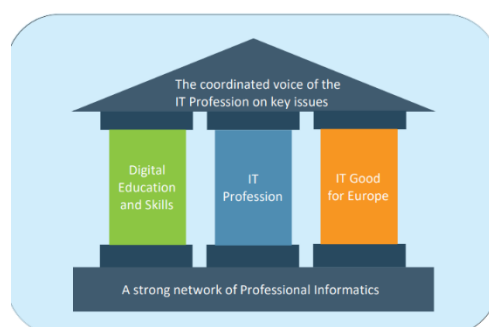 The coordinated voice of the
IT Profession on key issues
Digital
Education
and Skills
IT
Profession
IT Good
for Europe
A strong network of Professional Informatics